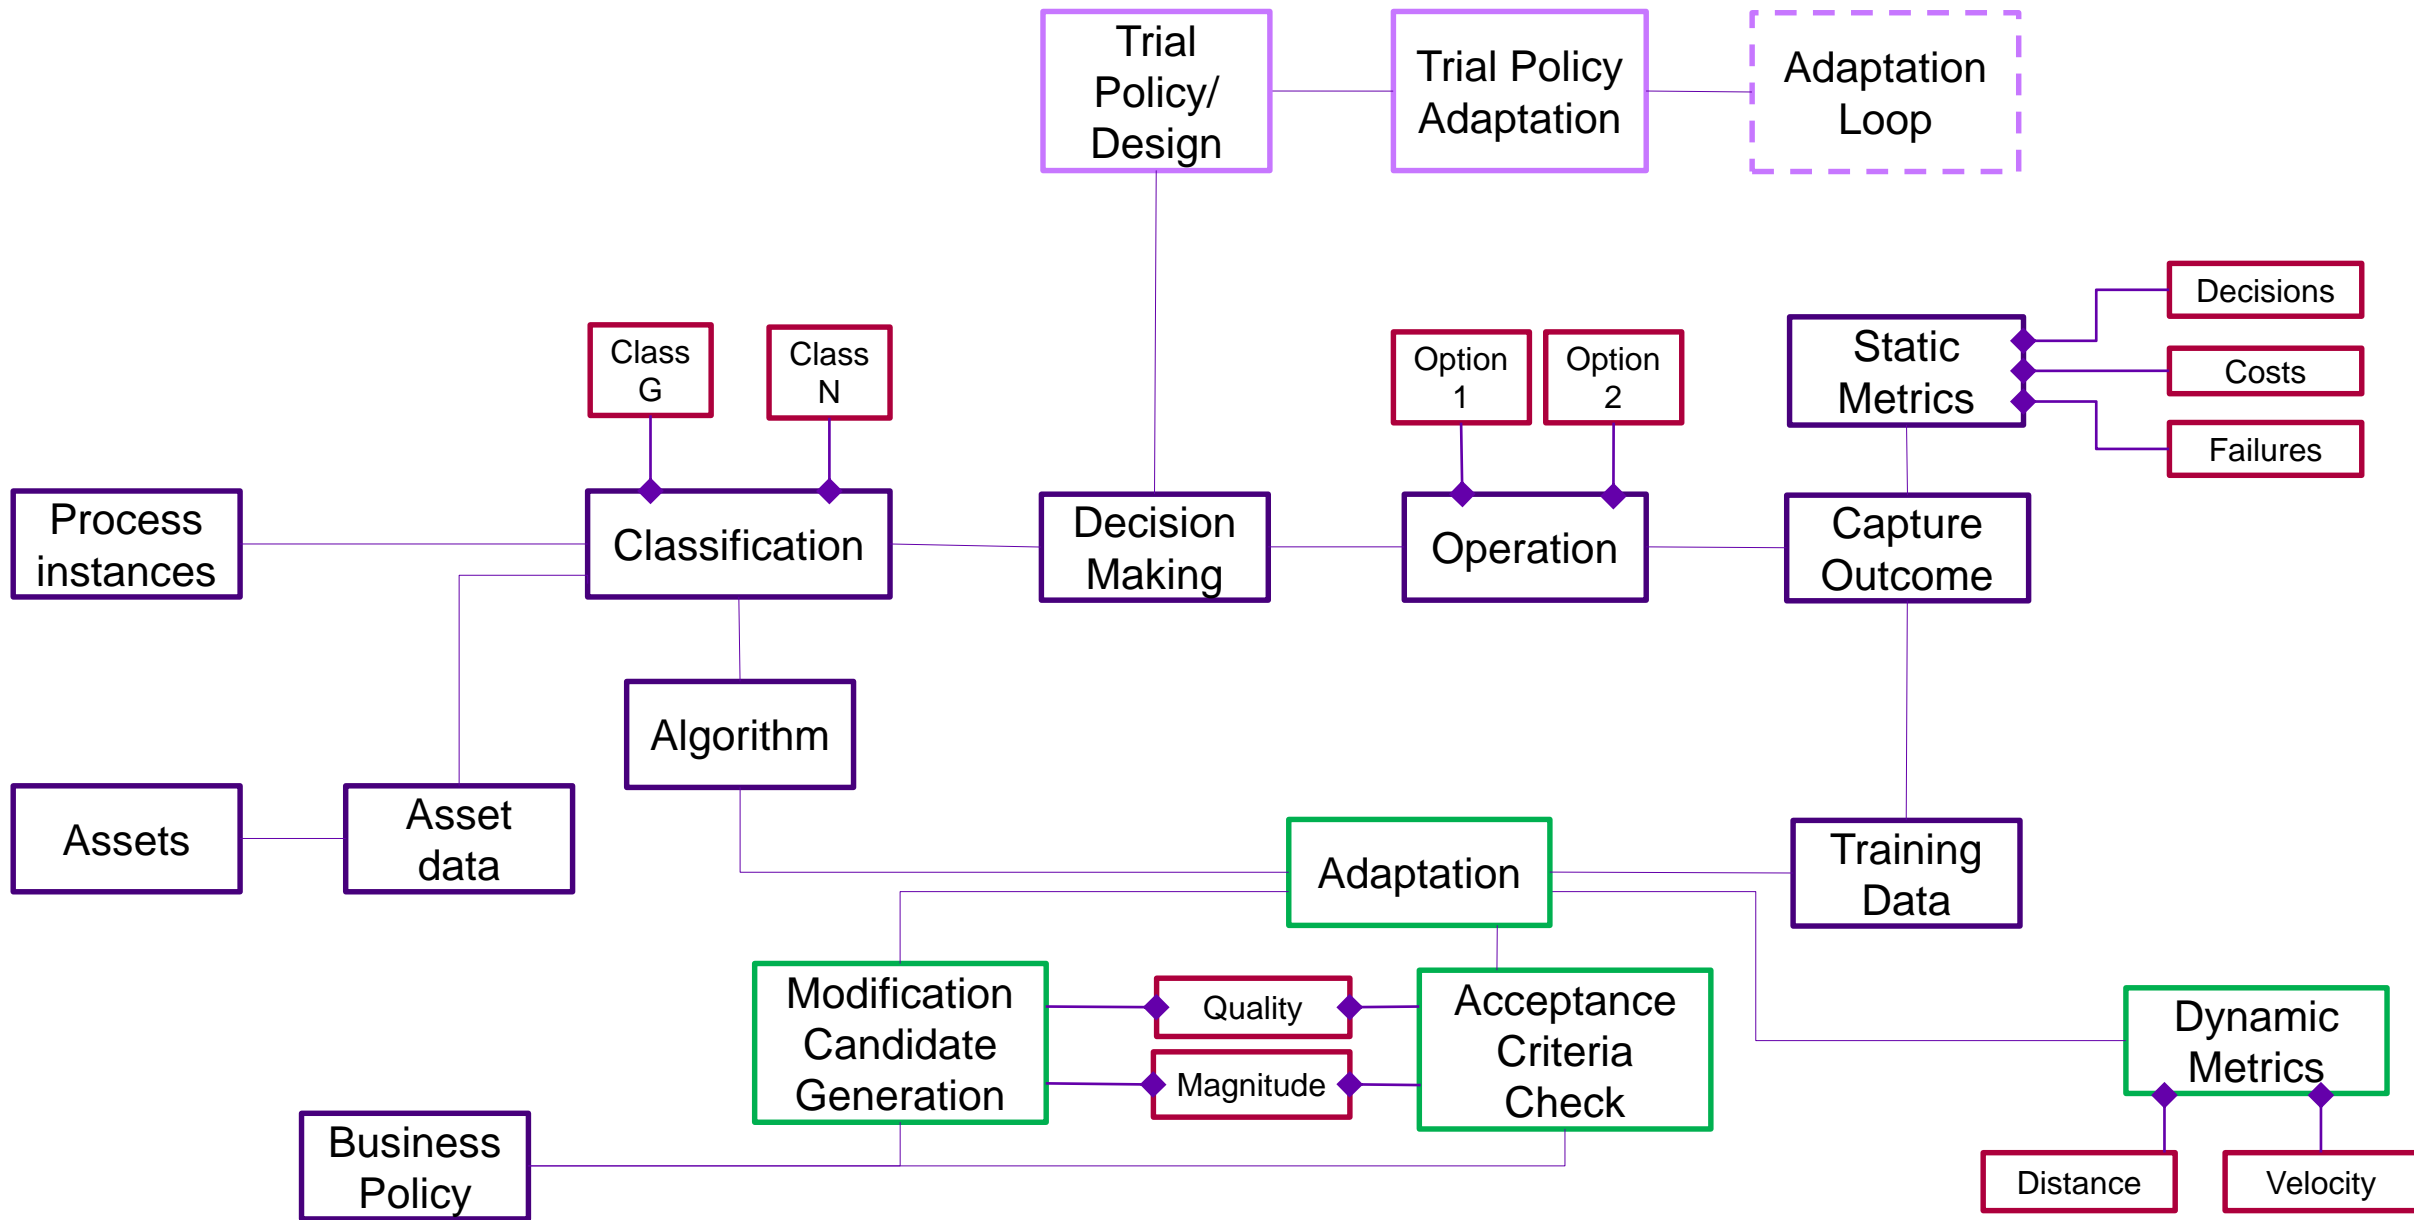 Trial
Policy/
Design
Trial Policy
Adaptation
Adaptation
Loop
Class
G
Class
N
Option
1
Option
2
Static
Metrics
Decisions
Costs
Failures
Process
instances
Classification
Decision
Making
Operation
Capture
Outcome
Algorithm
Assets
Asset
data
Adaptation
Training
Data
Modification
Candidate
Generation
Quality
Magnitude
Acceptance
Criteria
Check
Dynamic
Metrics
Business
Policy
Distance
Velocity